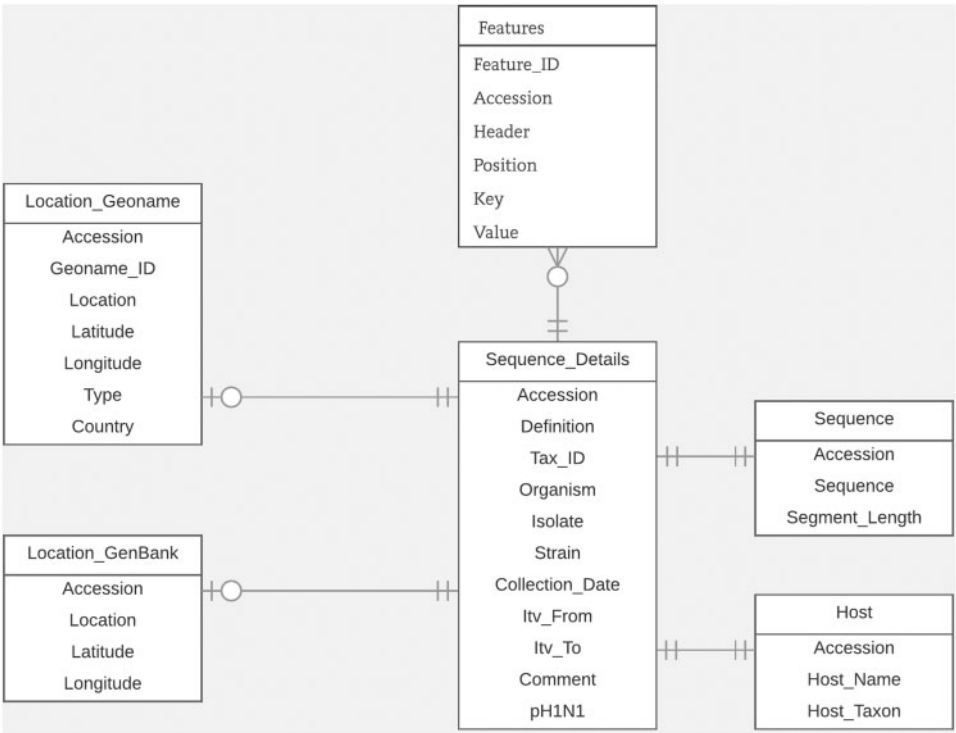 Features
Feature_ID
Accession
Header
Position
Key
Value
Location_Geoname
Accession
Geoname_ID
Location
Latitude
Longitude
Type
Country
Location_GenBank
Accession
Location
Latitude
Longitude
Sequence_Details
Accession
Definition
Tax_ID
Organism
Isolate
Strain
Collection_Date
Itv_From
Itv_To
Comment
pH1N1
Sequence
Accession
Sequence
Segment_Length
Host
Accession
Host_Name
Host_Taxon